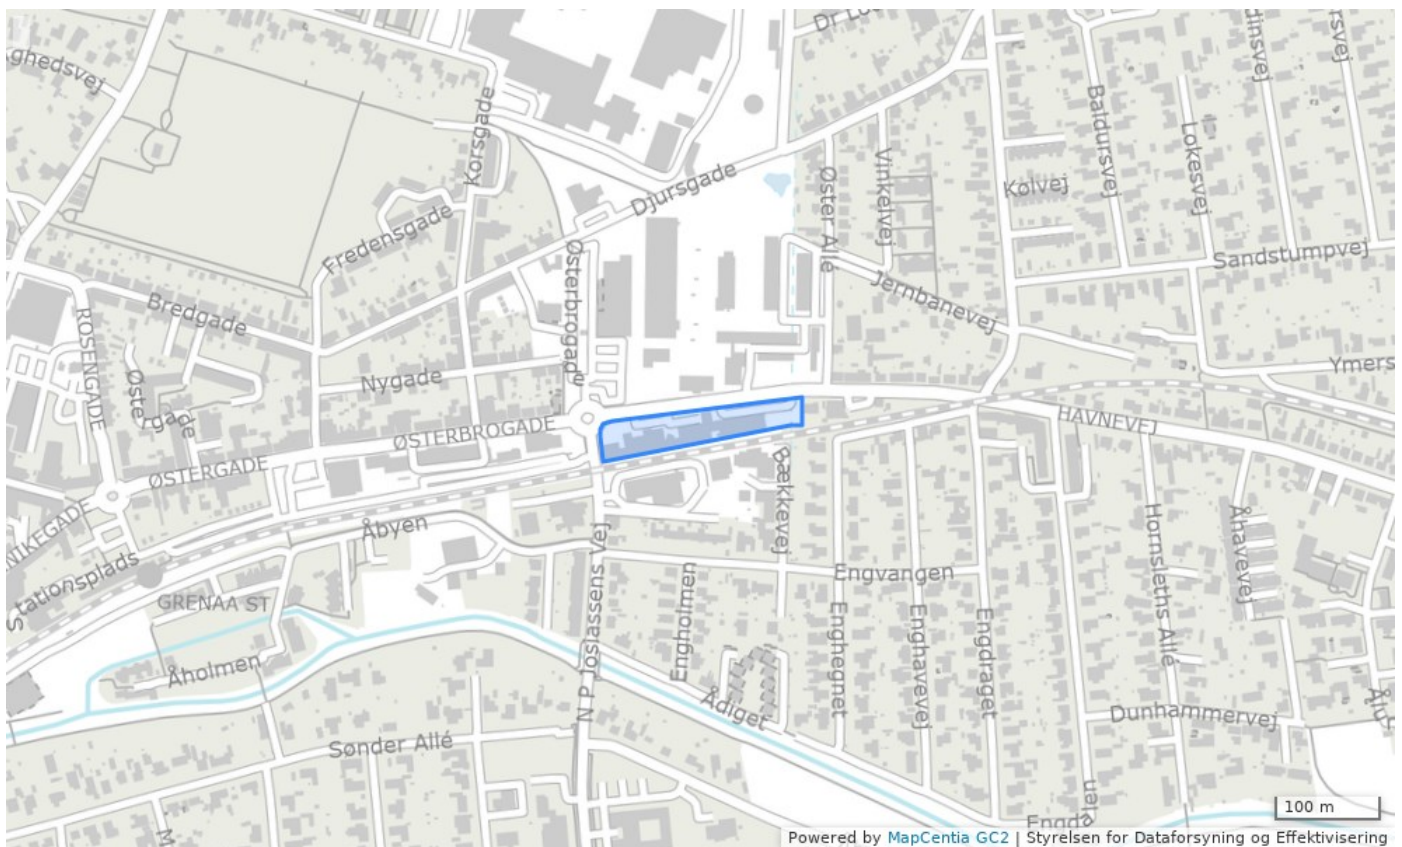 Dr Lo
ghedsvej
dinsvej
rsvej
Korsgade
Baldursvej
Lokesvej
Vinkelvej
Kølvej
Djursgade
Øster Alle
Fredensgade
Østerbrogade
Sandstumpvej
Jernbanevej
Bredgade
ROSENGADE
Østergade
Nygade
Ymers
ØSTERBROGADE
HAVNEVEJ
ØSTERGADE
NIKEGADE
Bækkevej
Åbyen
Stationsplads
GRENAA ST
Engvangen
N P Josiassens Vej
Engholmen
Enghegnet
Enghavevej
Engdraget
Hornsleths Allé
Åhavevej
Åholmen
Ådiget
Dunhammervej
Sønder Allé
100 m
Powered by MapCentia GC2 | Styrelsen for Dataforsyning og Effektivisering